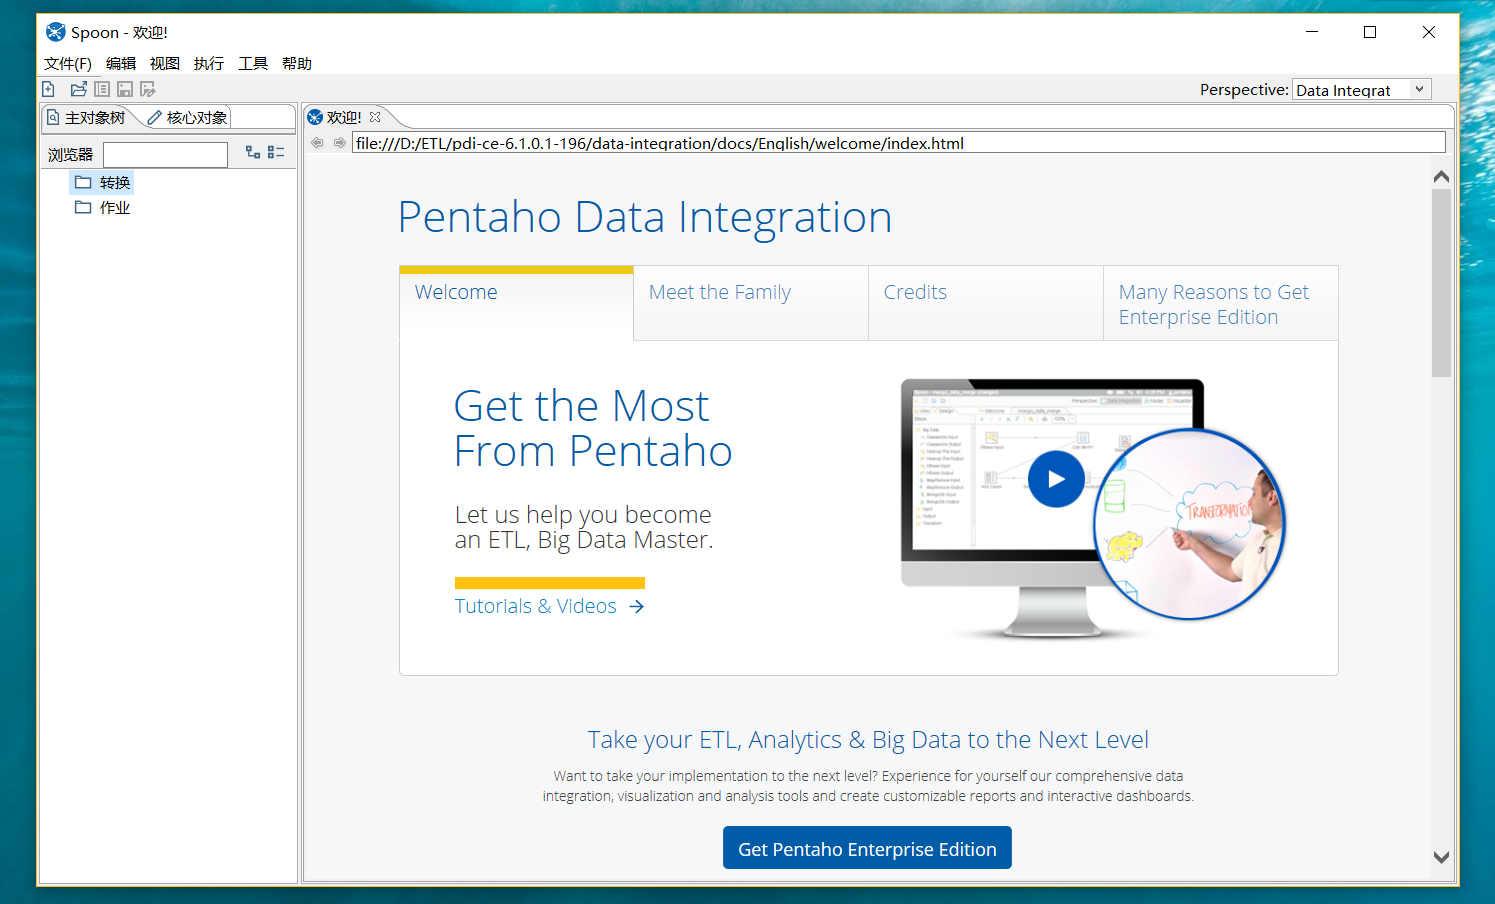 Spoon - 欢迎!
文件(F) 编辑 视图 执行 工具 帮助
Perspective: Data Integrat
主对象树 核心对象
欢迎!
浏览器
file:///D:/ETL/pdi-ce-6.1.0.1-196/data-integration/docs/English/welcome/index.html
转换
作业
Pentaho Data Integration
Welcome
Meet the Family
Credits
Many Reasons to Get
Enterprise Edition
Get the Most
From Pentaho
Let us help you become
an ETL, Big Data Master.
Tutorials & Videos
TRANSFORMATION
Take your ETL, Analytics & Big Data to the Next Level
Want to take your implementation to the next level? Experience for yourself our comprehensive data
integration, visualization and analysis tools and create customizable reports and interactive dashboards.
Get Pentaho Enterprise Edition